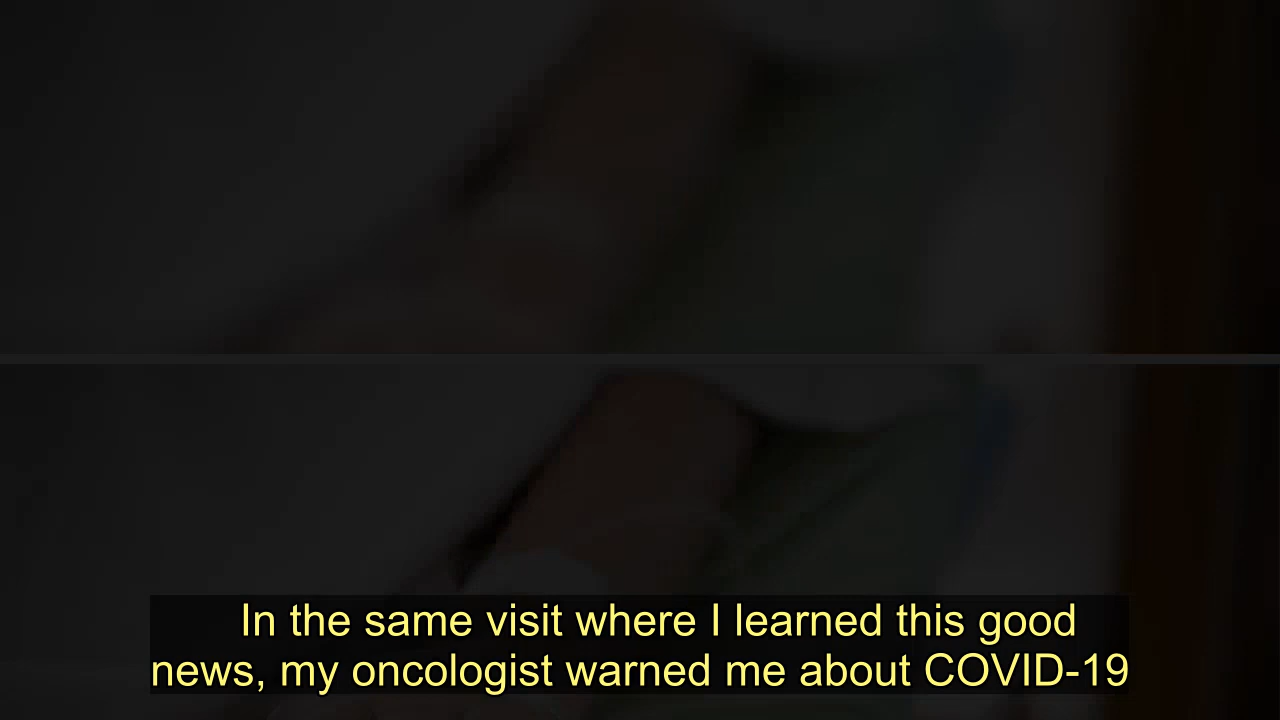 In the same visit where I learned this good
news, my oncologist warned me about COVID-19